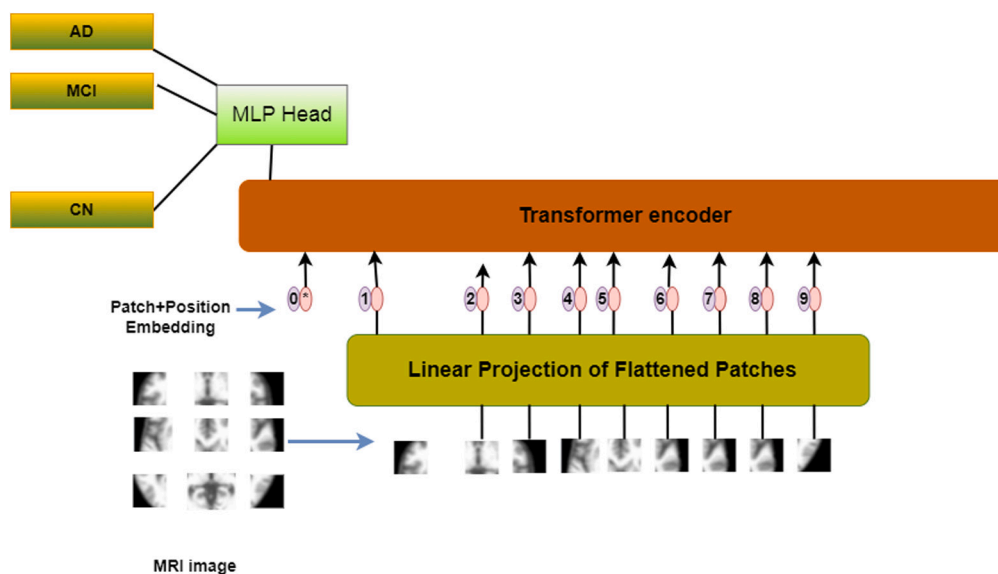 AD
MCI
MLP Head
CN
Transformer encoder
Patch+Position
Embedding
0 * 1 2 3 4 5 6 7 8 9
Linear Projection of Flattened Patches
MRI image